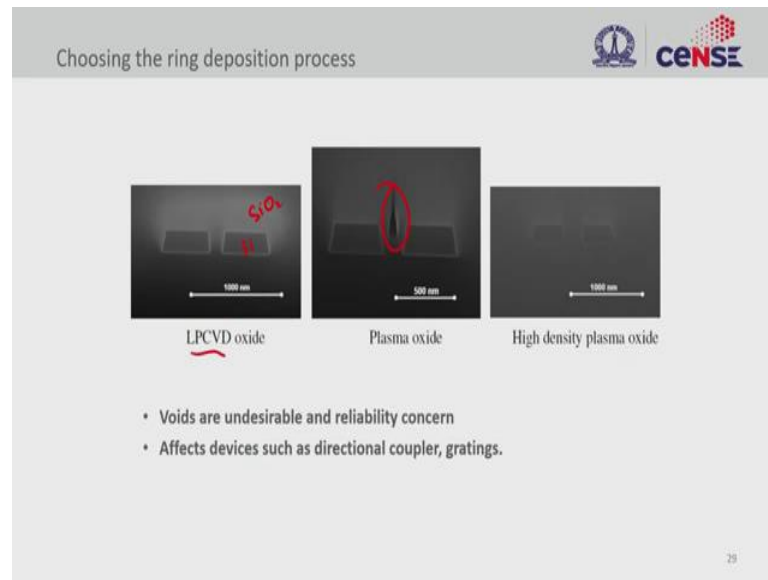 Choosing the ring deposition process
CeNSE
SiO₂
Si
1000 nm
500 nm
1000 nm
LPCVD oxide
Plasma oxide
High density plasma oxide
• Voids are undesirable and reliability concern
• Affects devices such as directional coupler, gratings.
29